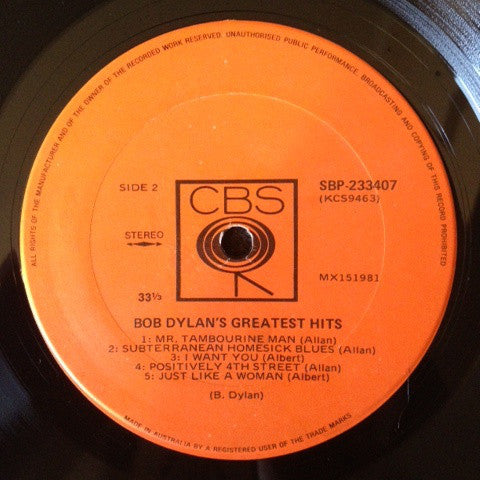 ALL RIGHTS OF THE MANUFACTURER AND OF THE OWNER OF THE RECORDED WORK RESERVED. UNAUTHORISED PUBLIC PERFORMANCE, BROADCASTING AND COPYING OF THIS RECORD PROHIBITED
SIDE 2
CBS
SBP-233407
(KCS9463)
STEREO
MX151981
33⅓
BOB DYLAN'S GREATEST HITS
1: MR. TAMBOURINE MAN (Allan)
2: SUBTERRANEAN HOMESICK BLUES (Allan)
3: I WANT YOU (Albert)
4: POSITIVELY 4TH STREET (Allan)
5: JUST LIKE A WOMAN (Albert)
(B. Dylan)
MADE IN AUSTRALIA BY A REGISTERED USER OF THE TRADE MARKS